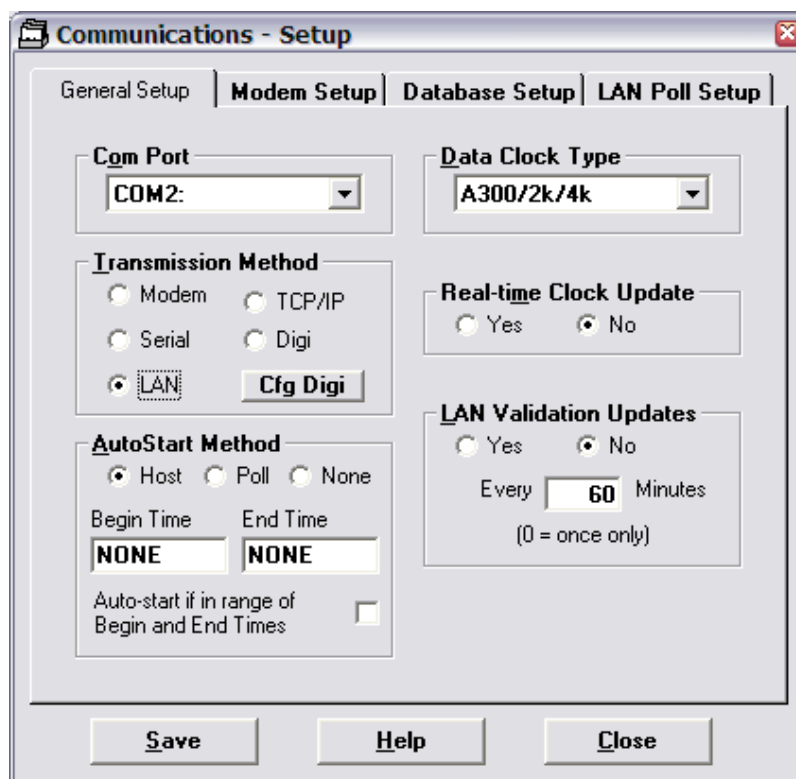 Communications - Setup
General Setup Modem Setup Database Setup LAN Poll Setup
Com Port
COM2:
Data Clock Type
A300/2k/4k
Transmission Method
Modem TCP/IP
Serial Digi
LAN Cfg Digi
Real-time Clock Update
Yes No
AutoStart Method
Host Poll None
Begin Time End Time
NONE NONE
Auto-start if in range of
Begin and End Times
LAN Validation Updates
Yes No
Every 60 Minutes
(0 = once only)
Save Help Close